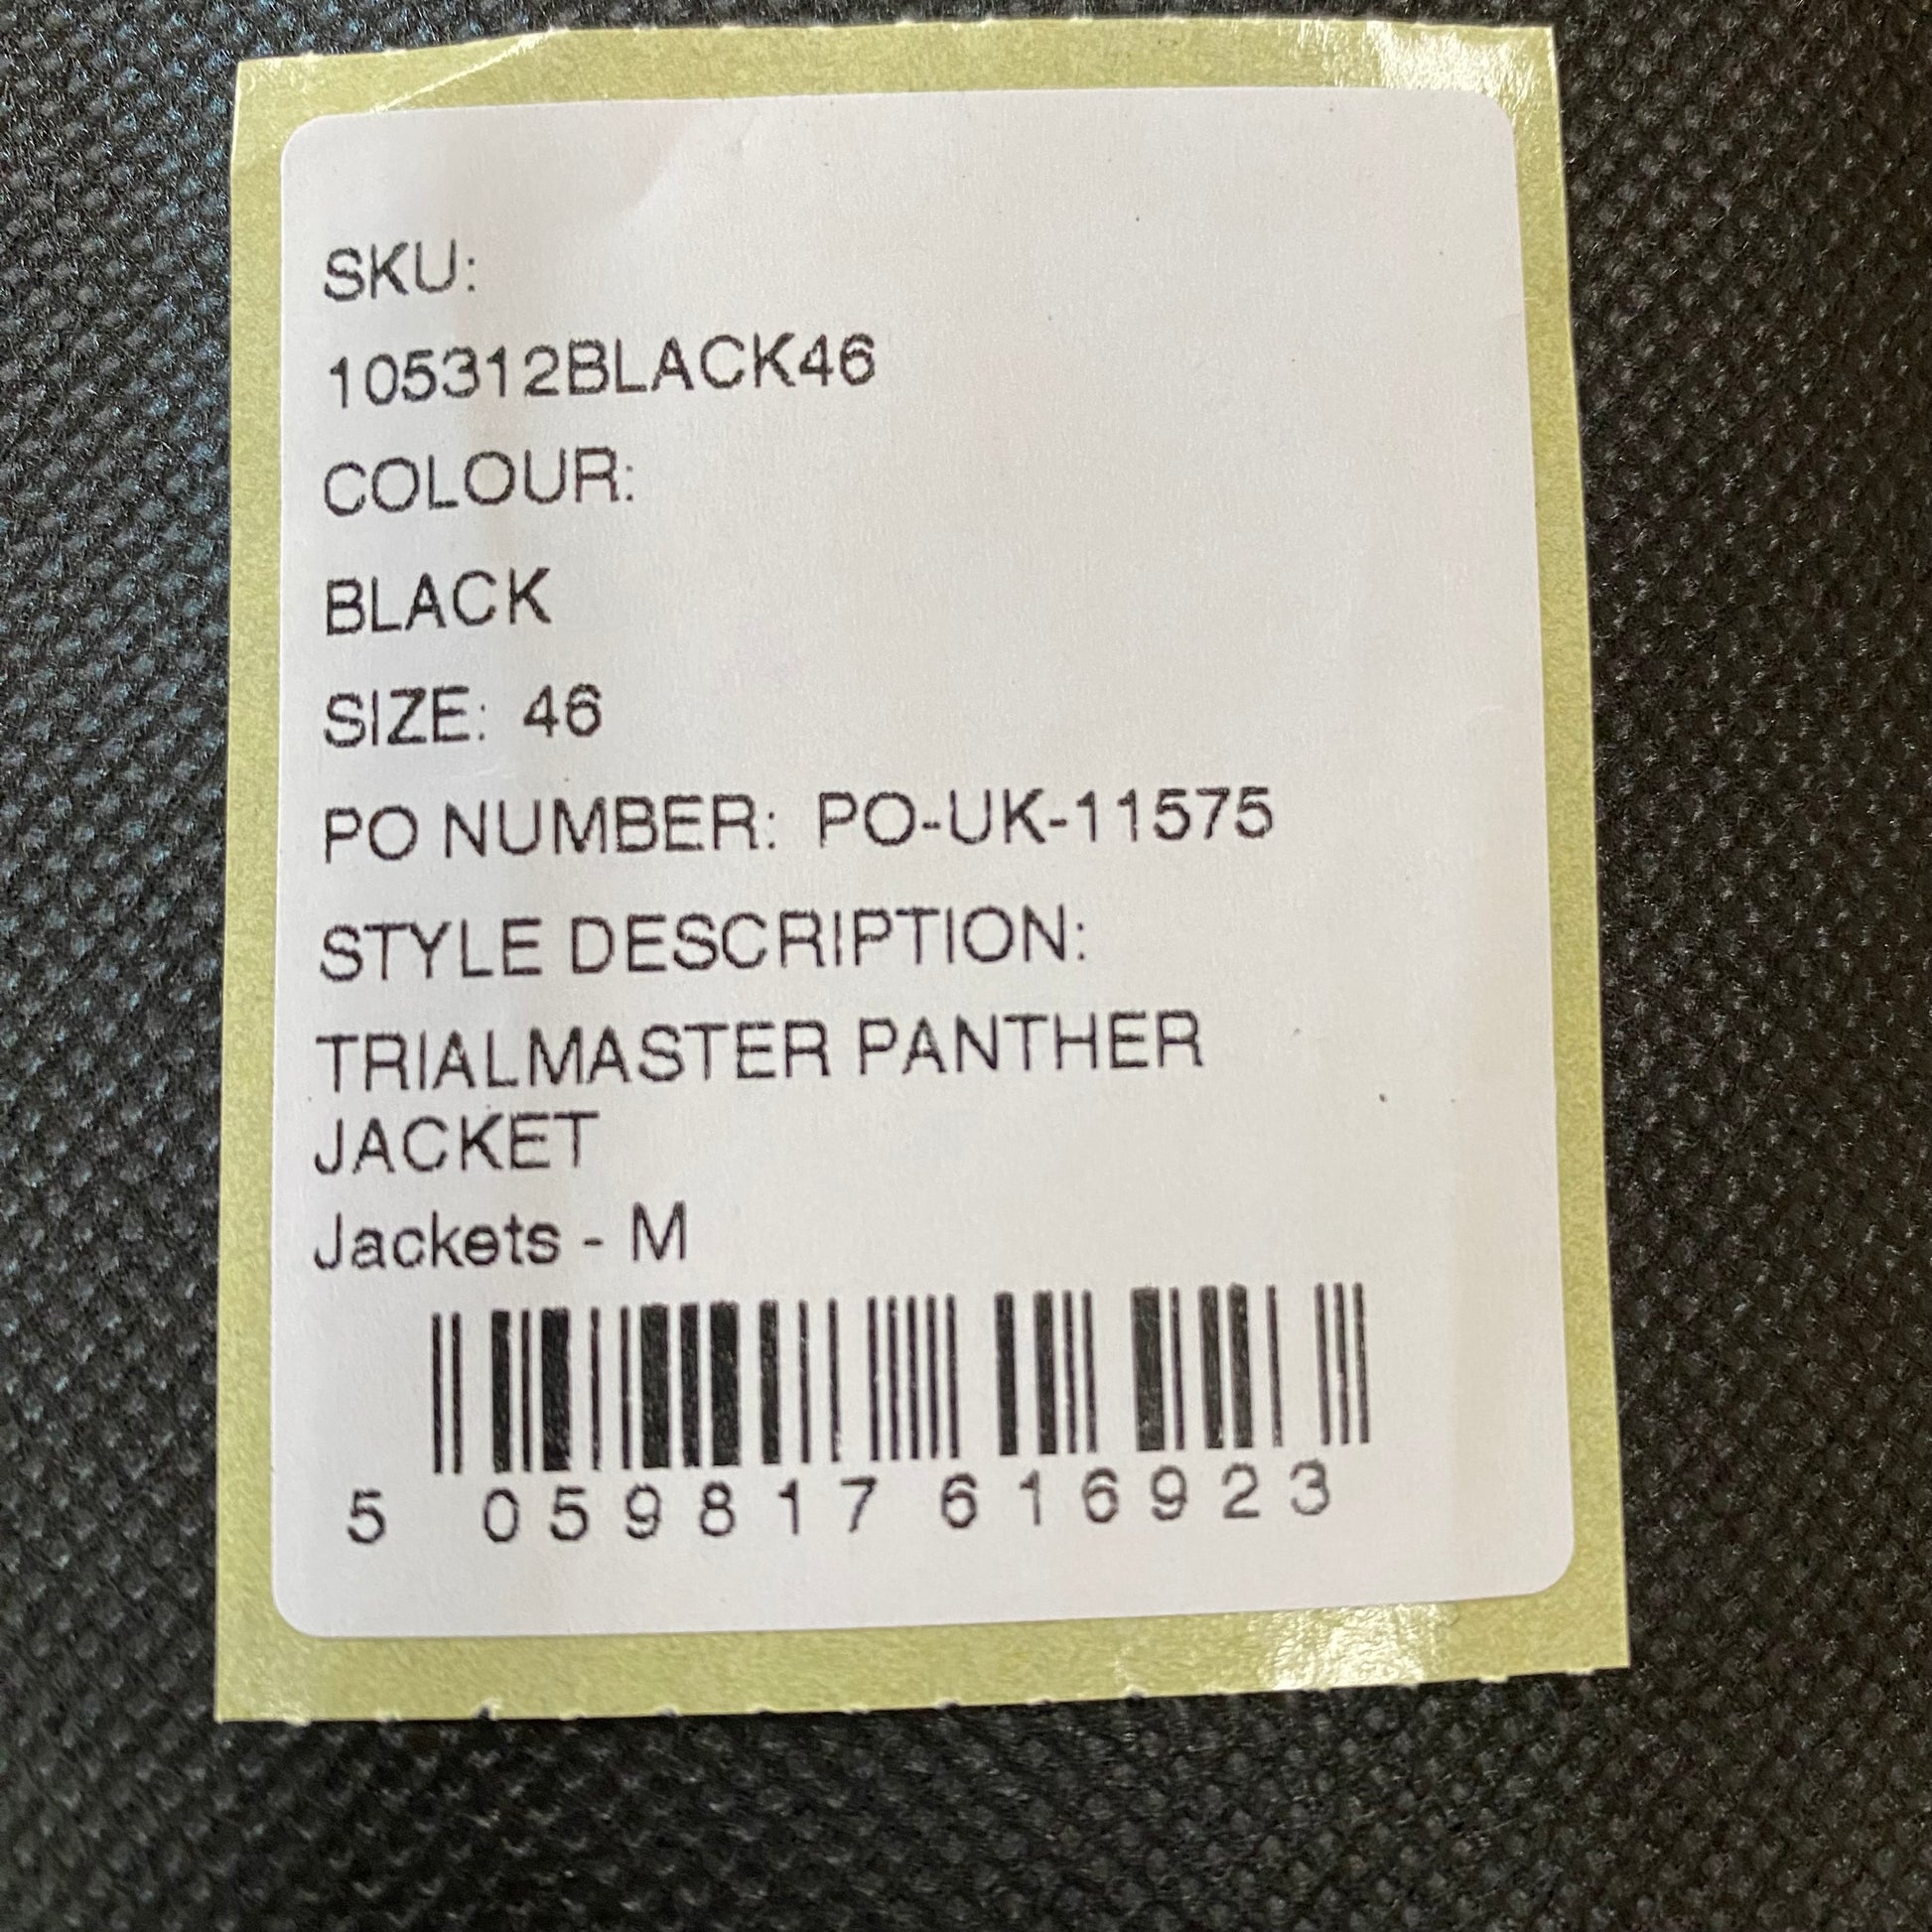 SKU:
105312BLACK46
COLOUR:
BLACK
SIZE: 46
PO NUMBER: PO-UK-11575
STYLE DESCRIPTION:
TRIALMASTER PANTHER
JACKET
Jackets - M
5 059817 616923